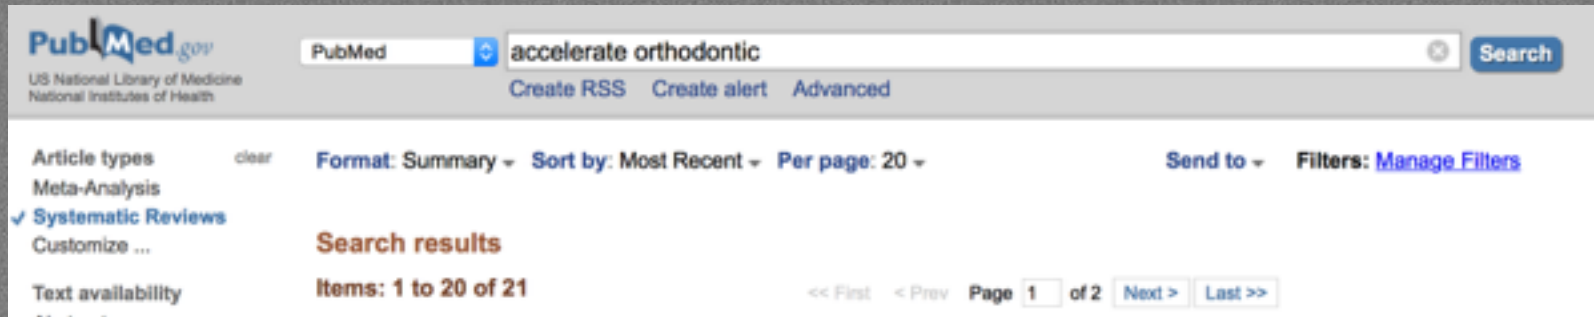 PubMed.gov
US National Library of Medicine
National Institutes of Health
PubMed
accelerate orthodontic
Search
Create RSS Create alert Advanced
Article types clear
Meta-Analysis
Systematic Reviews
Customize ...
Text availability
Format: Summary Sort by: Most Recent Per page: 20 Send to Filters: Manage Filters
Search results
Items: 1 to 20 of 21
<< First < Prev Page 1 of 2 Next > Last >>